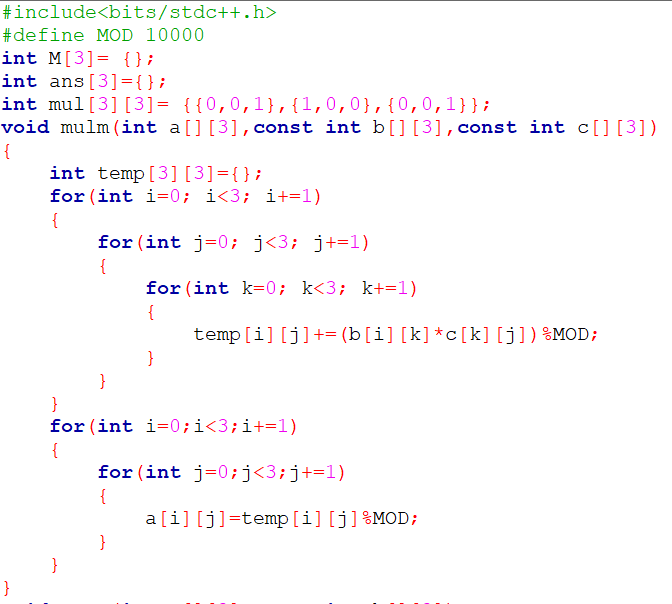 #include<bits/stdc++.h>
#define MOD 10000
int M[3]= {};
int ans[3]={};
int mul[3][3]= {{0,0,1},{1,0,0},{0,0,1}};
void mulm(int a[][3],const int b[][3],const int c[][3])
{
    int temp[3][3]={};
    for(int i=0; i<3; i+=1)
    {
        for(int j=0; j<3; j+=1)
        {
            for(int k=0; k<3; k+=1)
            {
                temp[i][j]+=(b[i][k]*c[k][j])%MOD;
            }
        }
    }
    for(int i=0;i<3;i+=1)
    {
        for(int j=0;j<3;j+=1)
        {
            a[i][j]=temp[i][j]%MOD;
        }
    }
}